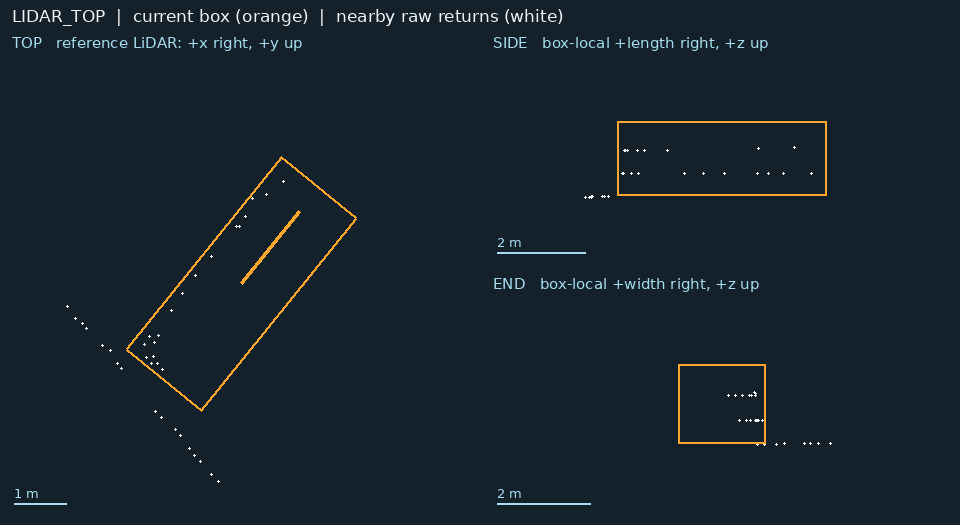 LIDAR_TOP | current box (orange) | nearby raw returns (white)
TOP reference LiDAR: +x right, +y up
SIDE box-local +length right, +z up
2 m
END box-local +width right, +z up
1 m
2 m